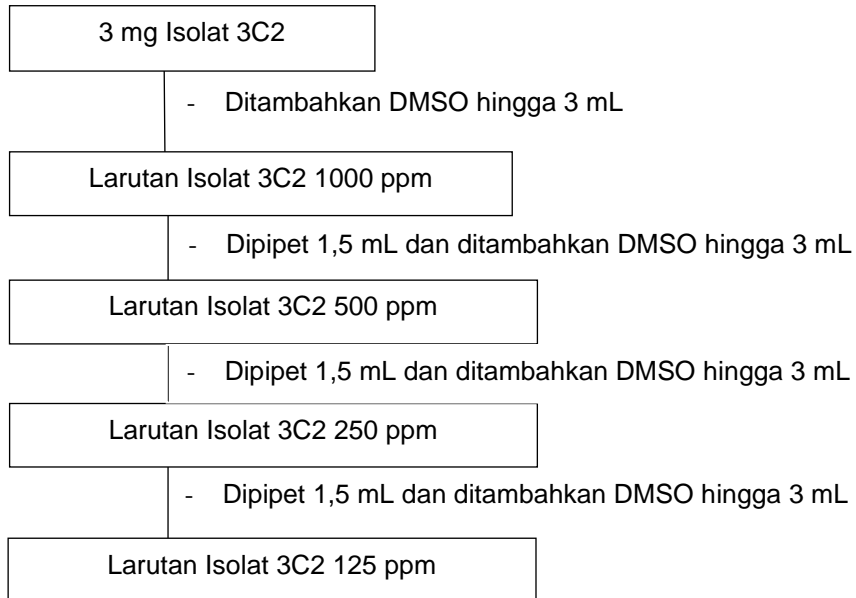 3 mg Isolat 3C2
- Ditambahkan DMSO hingga 3 mL
Larutan Isolat 3C2 1000 ppm
- Dipipet 1,5 mL dan ditambahkan DMSO hingga 3 mL
Larutan Isolat 3C2 500 ppm
- Dipipet 1,5 mL dan ditambahkan DMSO hingga 3 mL
Larutan Isolat 3C2 250 ppm
- Dipipet 1,5 mL dan ditambahkan DMSO hingga 3 mL
Larutan Isolat 3C2 125 ppm